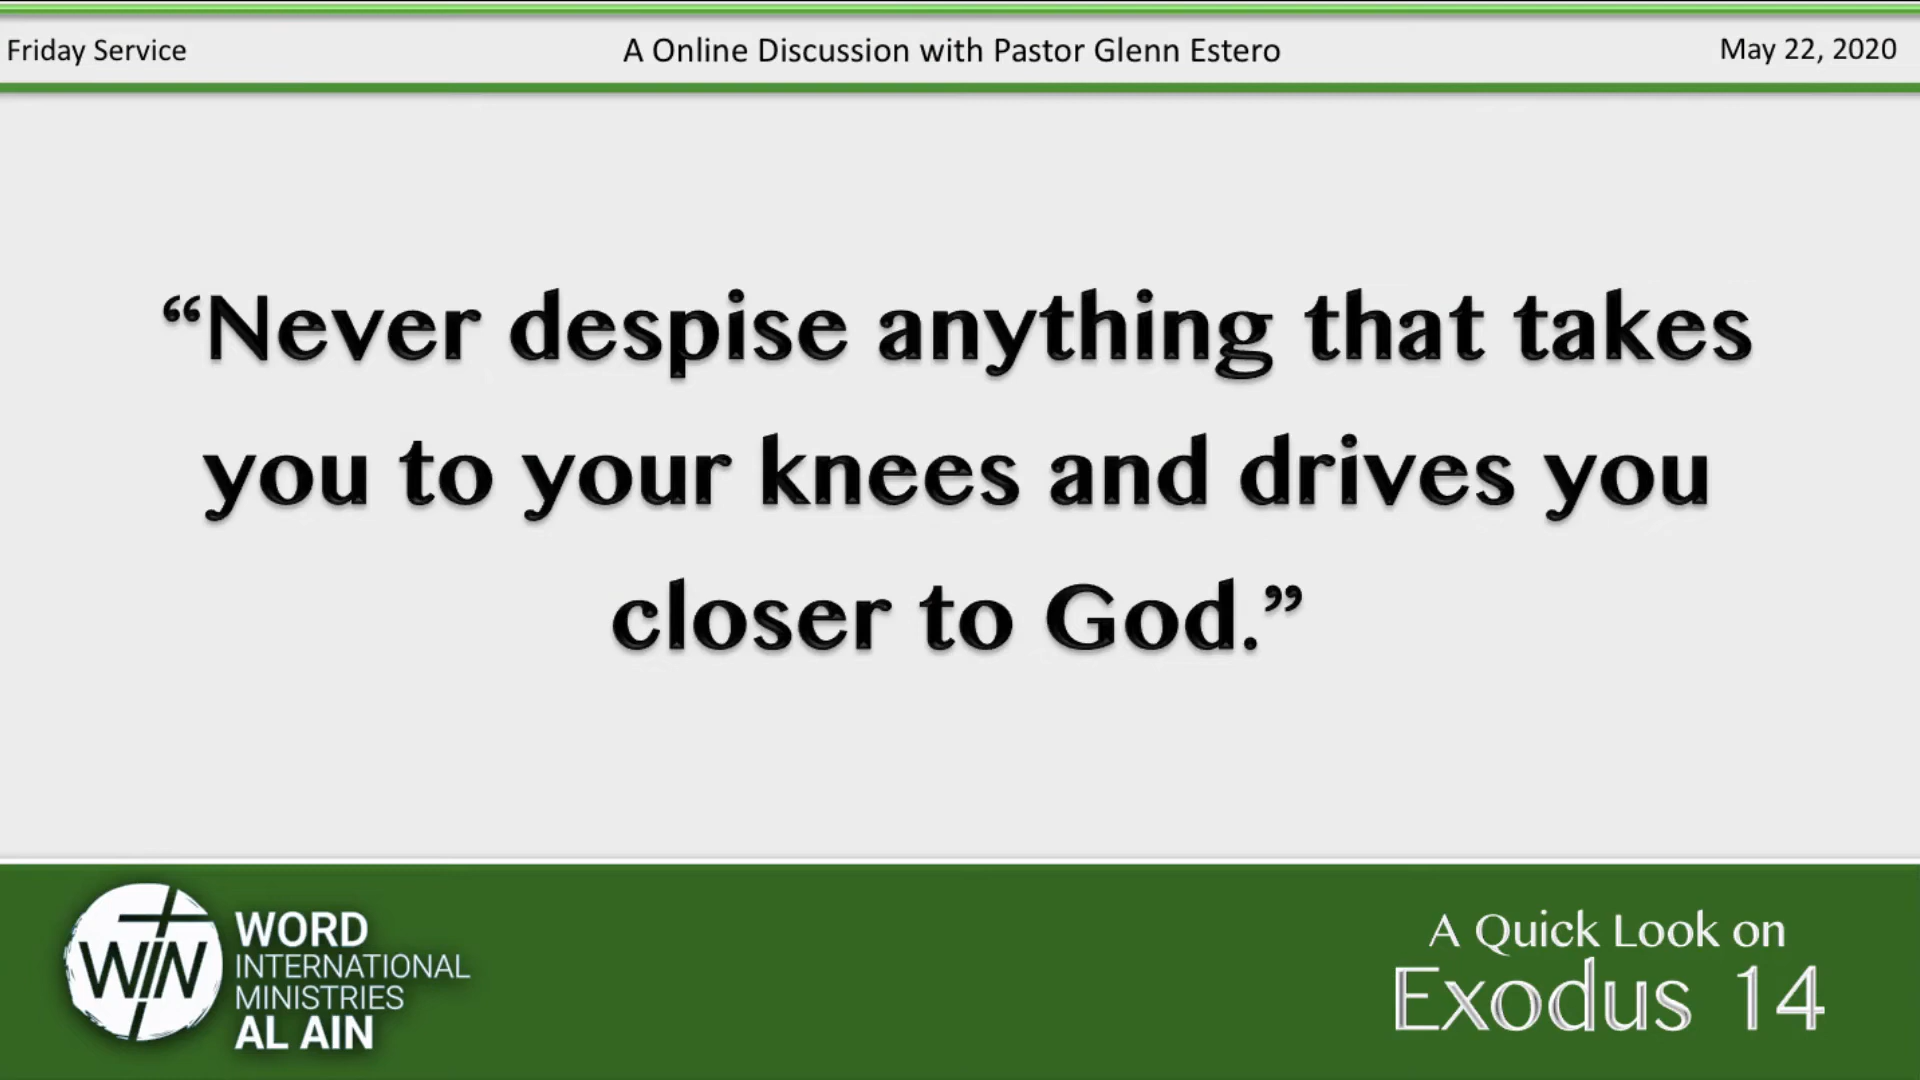 Friday Service
A Online Discussion with Pastor Glenn Estero
May 22, 2020
“Never despise anything that takes
you to your knees and drives you
closer to God.”
WIN
WORD
INTERNATIONAL
MINISTRIES
AL AIN
A Quick Look on
Exodus 14